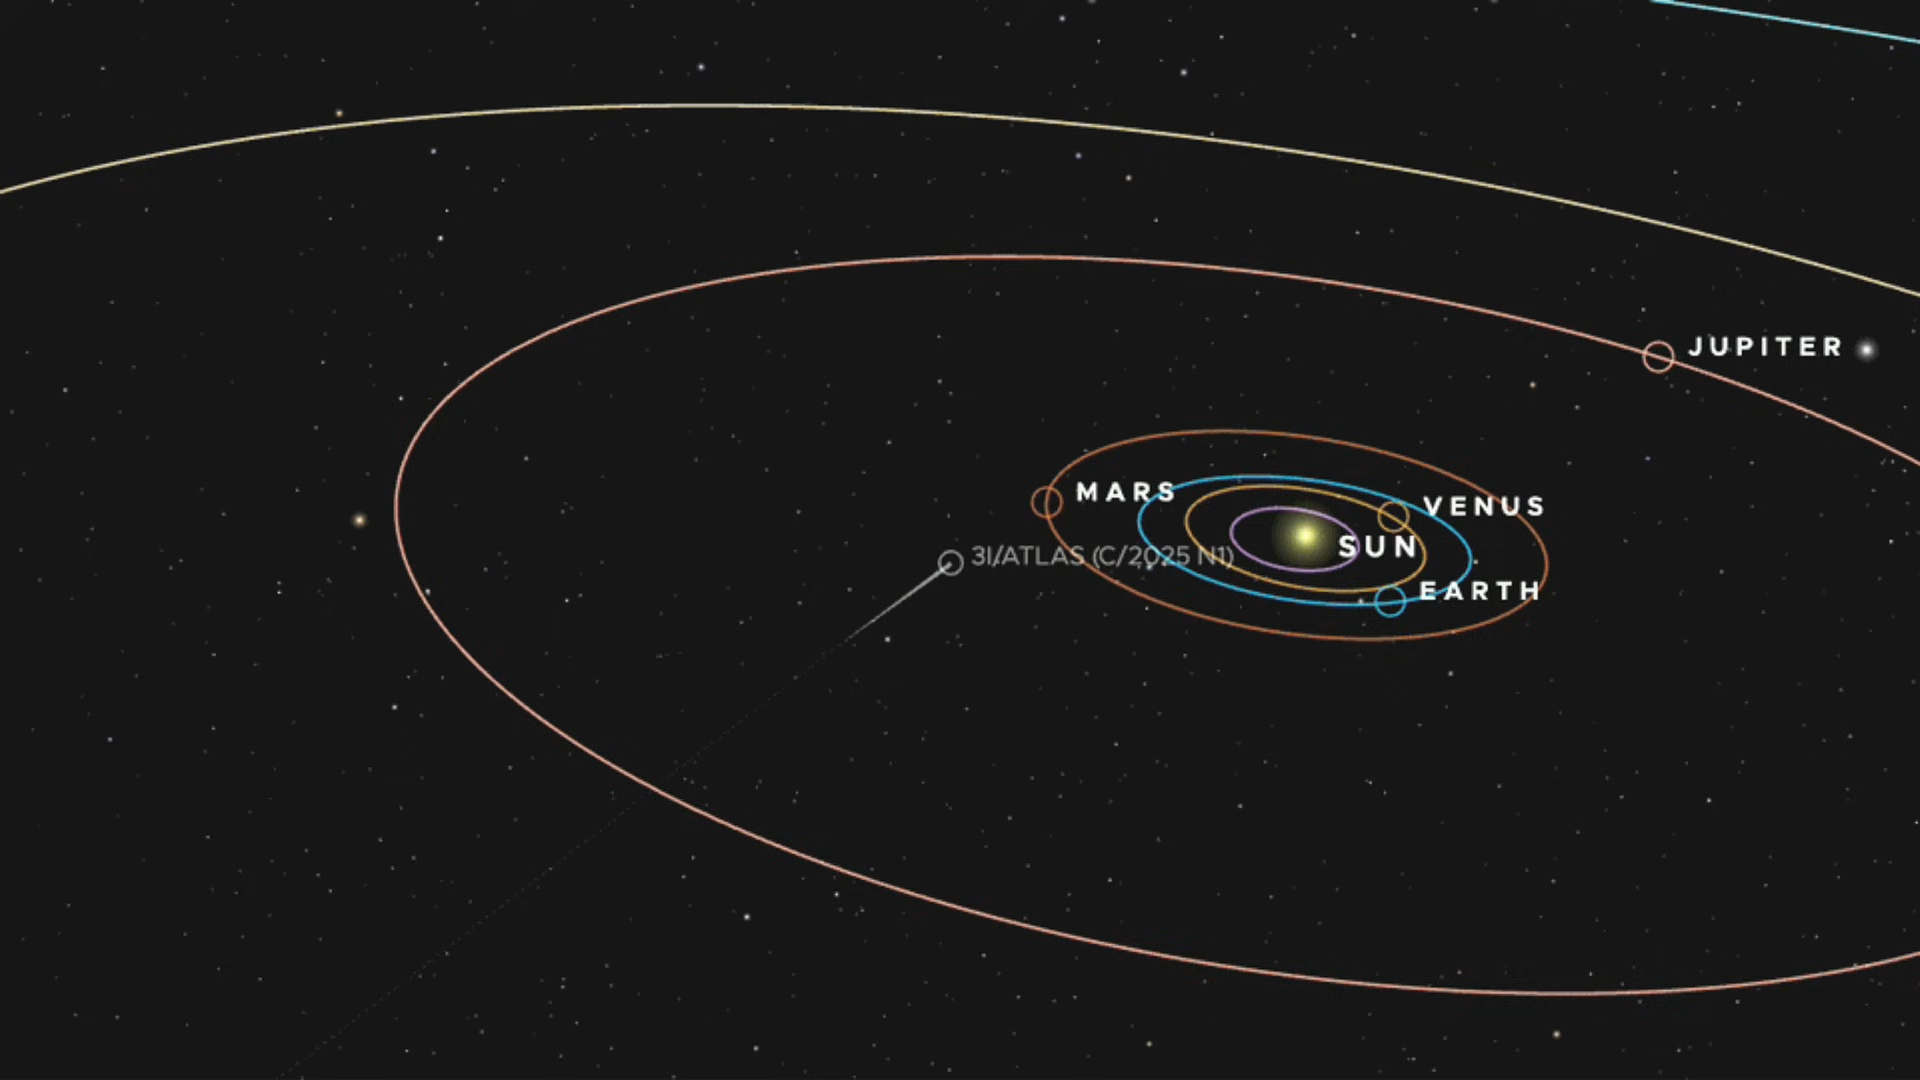 JUPITER
MARS
VENUS
SUN
3I/ATLAS (C/2025 N1)
EARTH